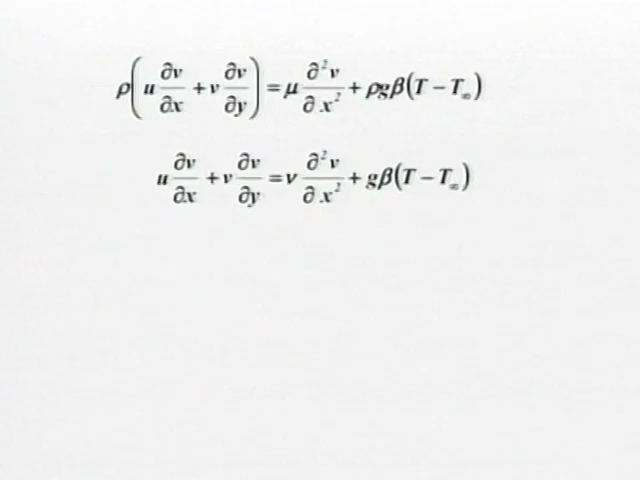 ρ(u ∂v/∂x + v ∂v/∂y) = μ ∂²v/∂x² + ρgβ(T − T∞)
u ∂v/∂x + v ∂v/∂y = ν ∂²v/∂x² + gβ(T − T∞)